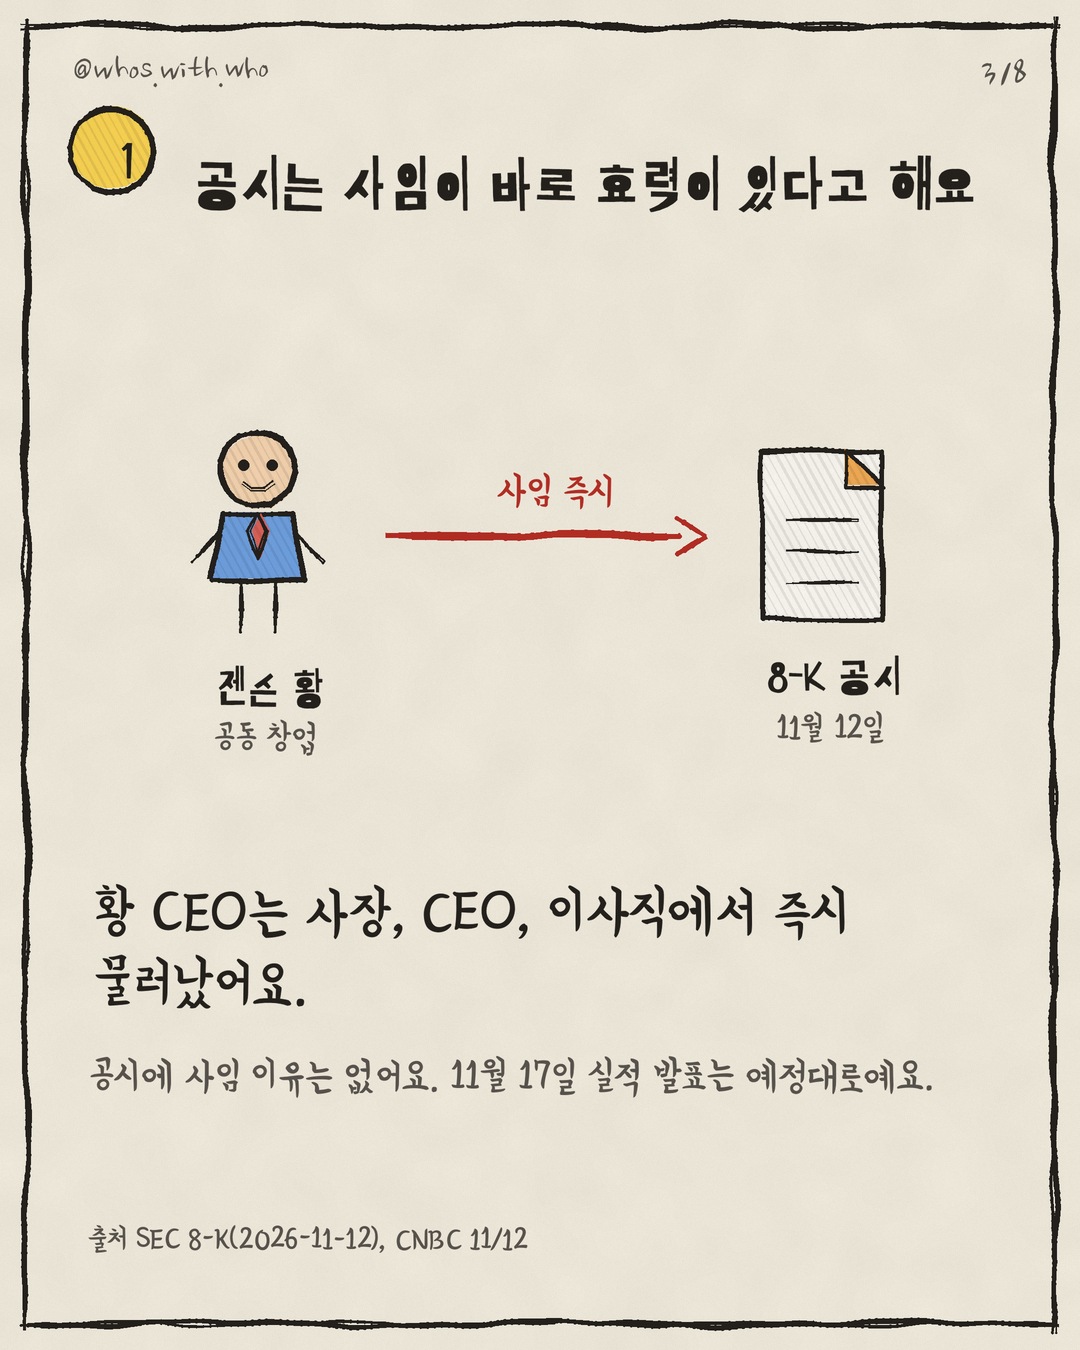 @whos.with.who
3/8
1
공시는 사임이 바로 효력이 있다고 해요
사임 즉시
젠슨 황
공동 창업
8-K 공시
11월 12일
황 CEO는 사장, CEO, 이사직에서 즉시
물러났어요.
공시에 사임 이유는 없어요. 11월 17일 실적 발표는 예정대로예요.
출처 SEC 8-K(2026-11-12), CNBC 11/12